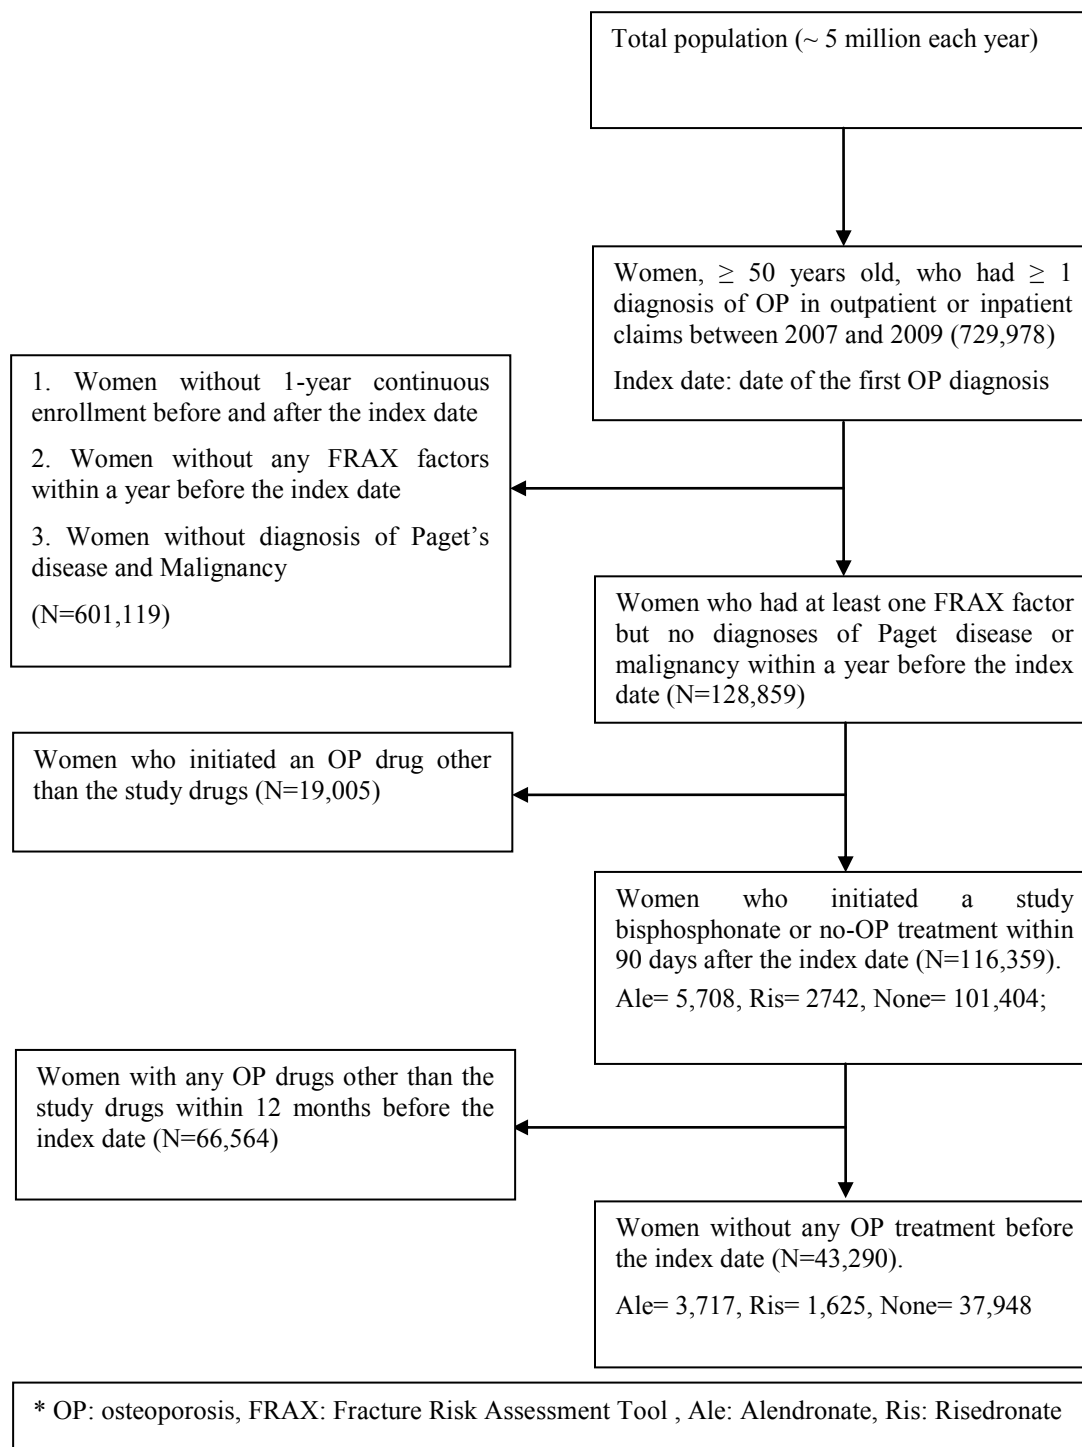 Total population (~ 5 million each year)
Women, ≥ 50 years old, who had ≥ 1
diagnosis of OP in outpatient or inpatient
claims between 2007 and 2009 (729,978)
Index date: date of the first OP diagnosis
1. Women without 1-year continuous
enrollment before and after the index date
2. Women without any FRAX factors
within a year before the index date
3. Women without diagnosis of Paget's
disease and Malignancy
(N=601,119)
Women who had at least one FRAX factor
but no diagnoses of Paget disease or
malignancy within a year before the index
date (N=128,859)
Women who initiated an OP drug other
than the study drugs (N=19,005)
Women who initiated a study
bisphosphonate or no-OP treatment within
90 days after the index date (N=116,359).
Ale= 5,708, Ris= 2742, None= 101,404;
Women with any OP drugs other than the
study drugs within 12 months before the
index date (N=66,564)
Women without any OP treatment before
the index date (N=43,290).
Ale= 3,717, Ris= 1,625, None= 37,948
* OP: osteoporosis, FRAX: Fracture Risk Assessment Tool , Ale: Alendronate, Ris: Risedronate